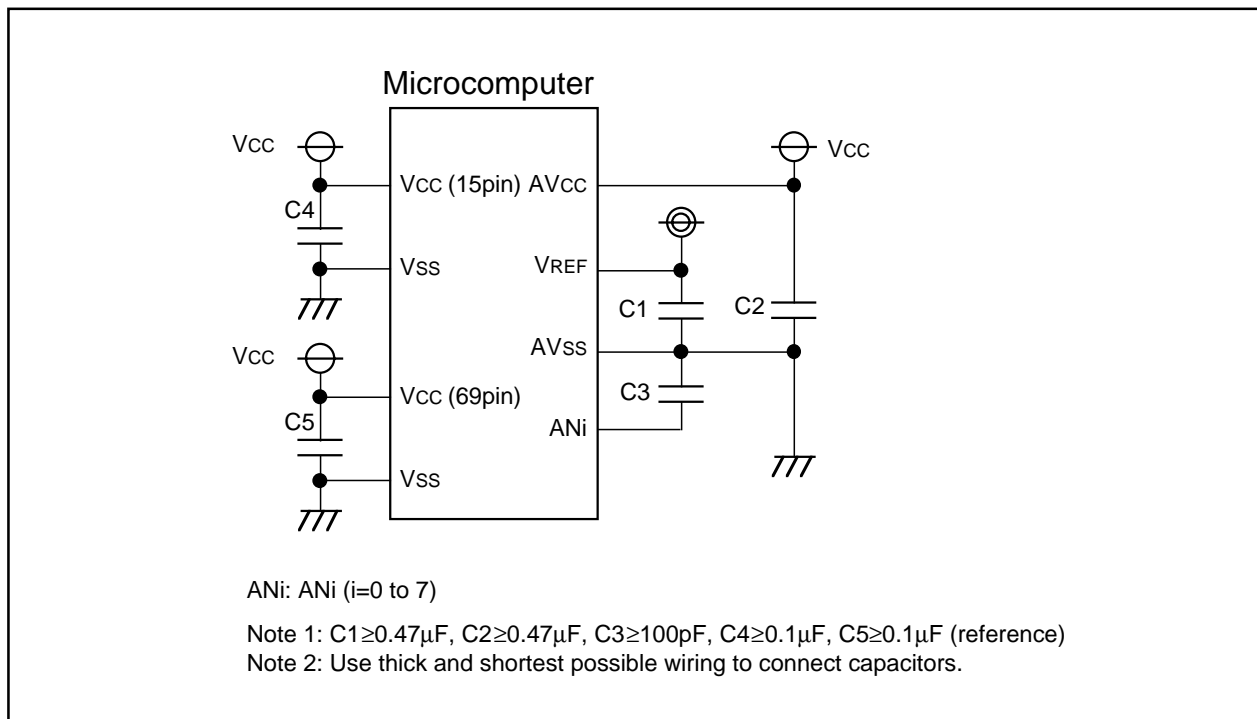 Microcomputer
VCC
VCC (15pin) AVCC
VCC
C4
VSS
VREF
C1
C2
VCC
AVSS
VCC (69pin)
C3
C5
ANi
VSS
ANi: ANi (i=0 to 7)
Note 1: C1≥0.47μF, C2≥0.47μF, C3≥100pF, C4≥0.1μF, C5≥0.1μF (reference)
Note 2: Use thick and shortest possible wiring to connect capacitors.